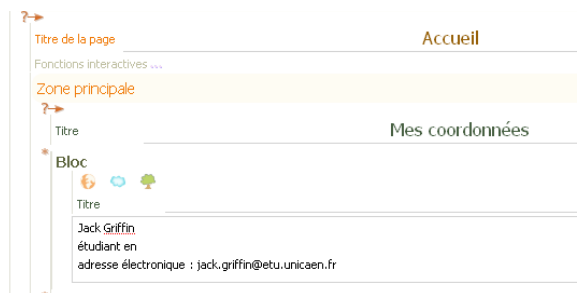 Titre de la page Accueil
Fonctions interactives ...
Zone principale
Titre Mes coordonnées
* Bloc
Titre
Jack Griffin
étudiant en
adresse électronique : jack.griffin@etu.unicaen.fr